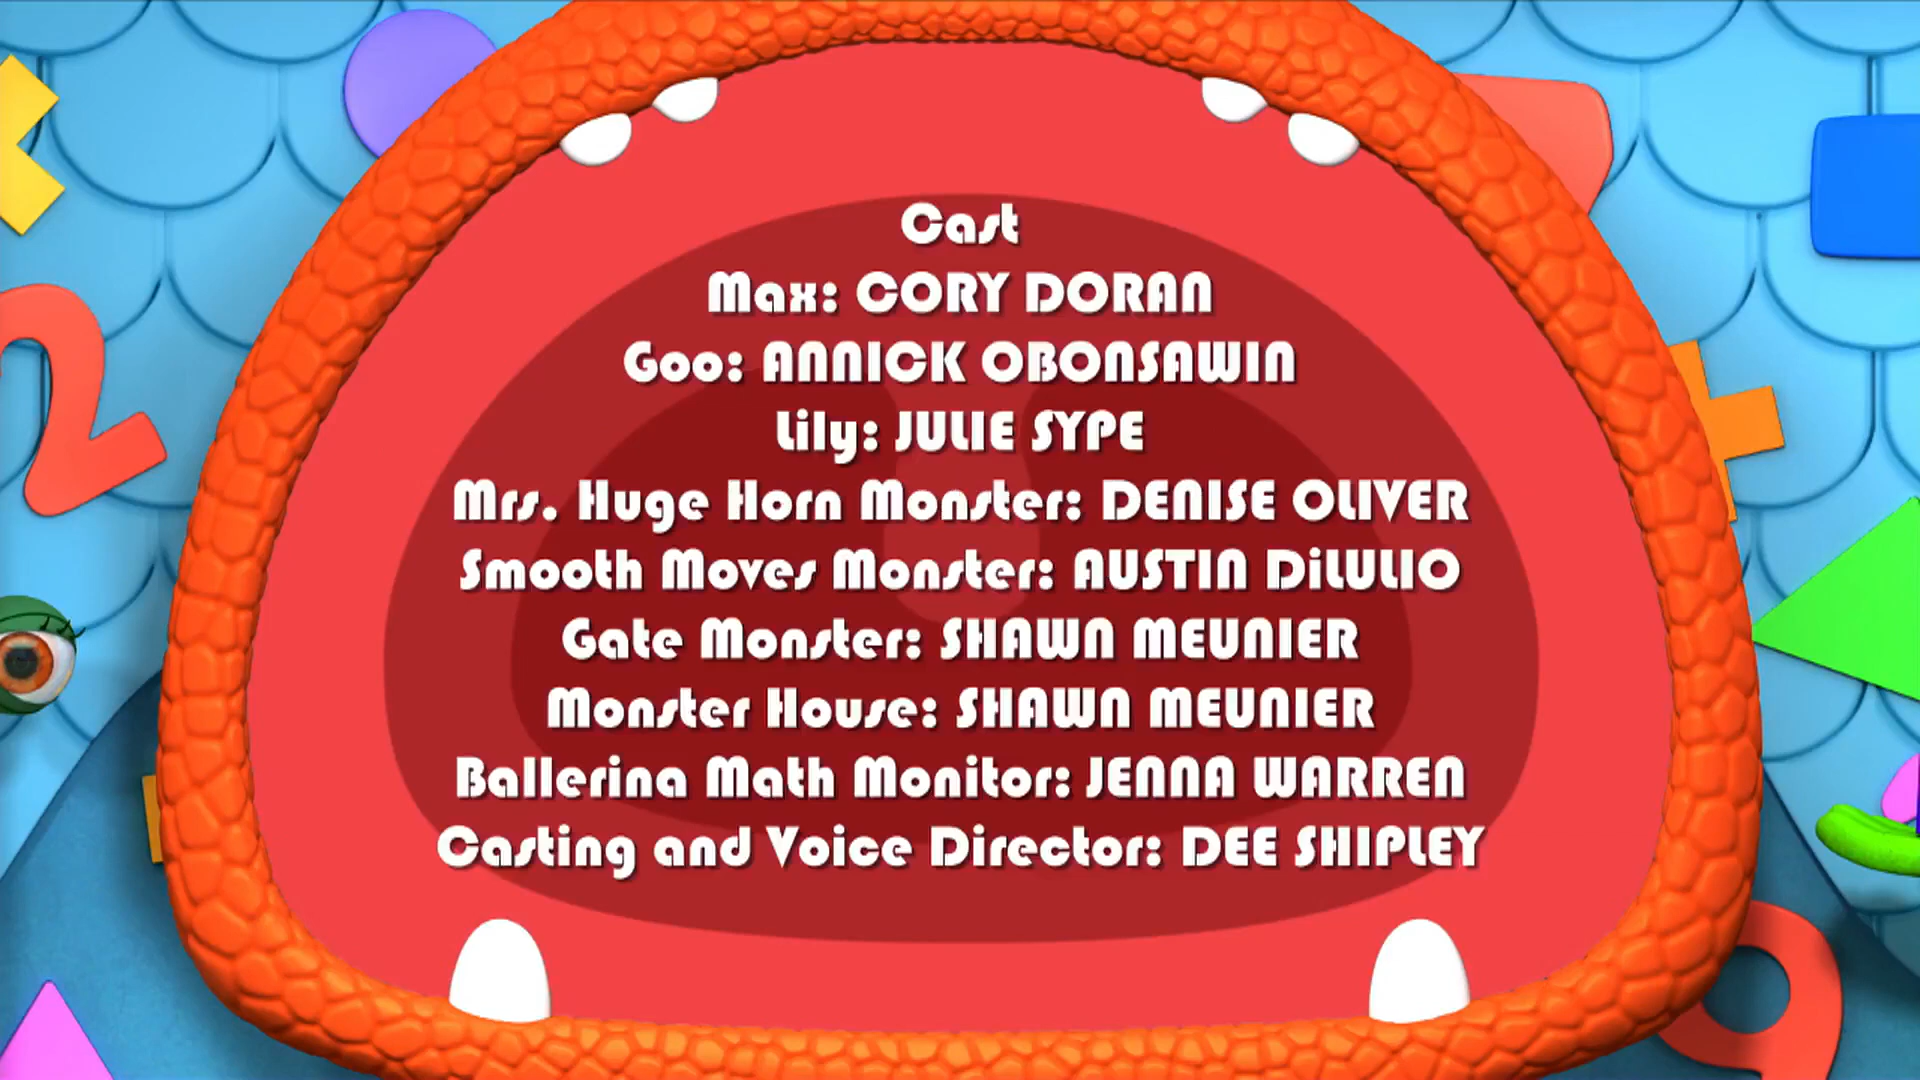 Cast
Max: CORY DORAN
Goo: ANNICK OBONSAWIN
Lily: JULIE SYPE
Mrs. Huge Horn Monster: DENISE OLIVER
Smooth Moves Monster: AUSTIN DiLULIO
Gate Monster: SHAWN MEUNIER
Monster House: SHAWN MEUNIER
Ballerina Math Monitor: JENNA WARREN
Casting and Voice Director: DEE SHIPLEY
2
9